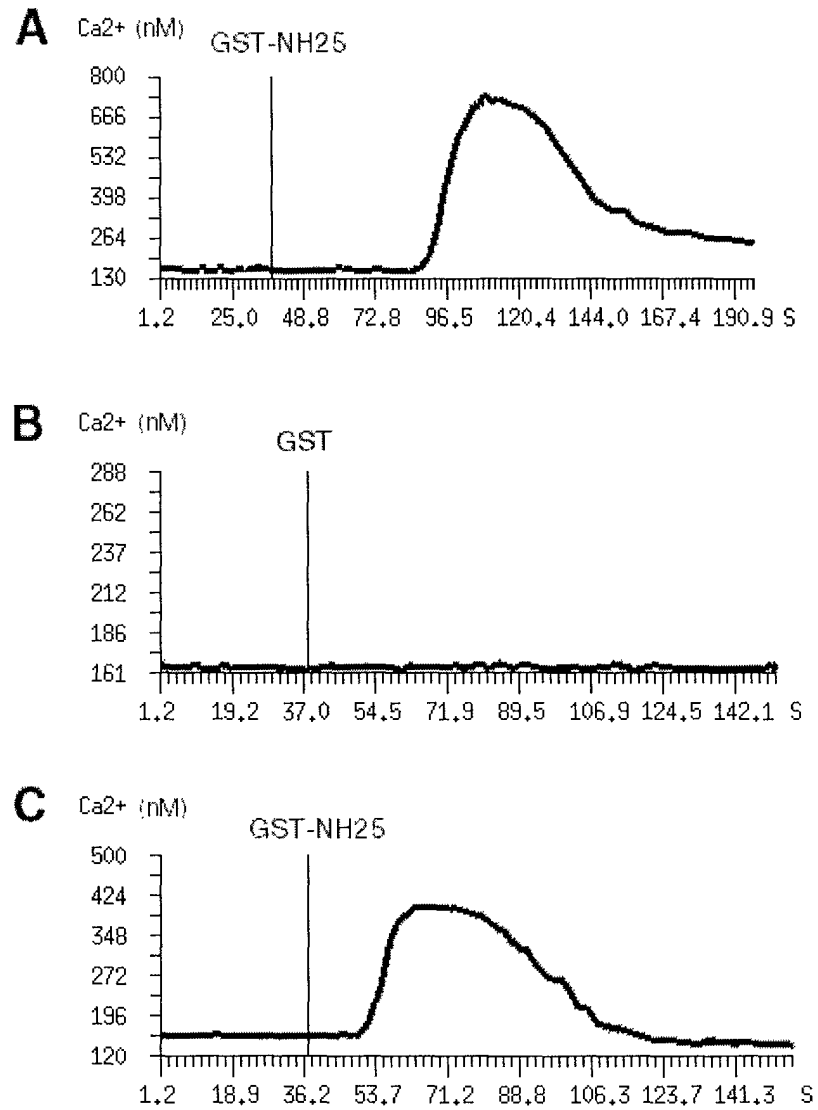 A
Ca2+ (nM)
GST-NH25
800
666
532
398
264
130
1.2 25.0 48.8 72.8 96.5 120.4 144.0 167.4 190.9 S
B
Ca2+ (nM)
GST
288
262
237
212
186
161
1.2 19.2 37.0 54.5 71.9 89.5 106.9 124.5 142.1 S
C
Ca2+ (nM)
GST-NH25
500
424
348
272
196
120
1.2 18.9 36.2 53.7 71.2 88.8 106.3 123.7 141.3 S